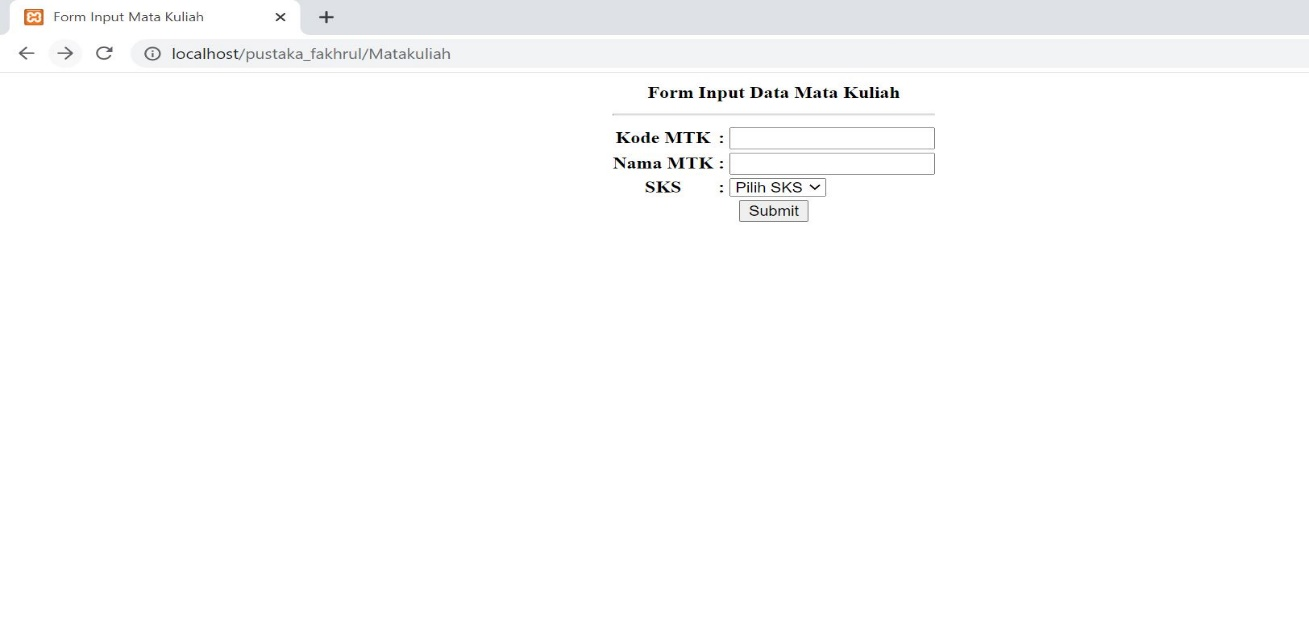 Form Input Mata Kuliah
localhost/pustaka_fakhrul/Matakuliah
Form Input Data Mata Kuliah
Kode MTK :
Nama MTK :
SKS : Pilih SKS
Submit